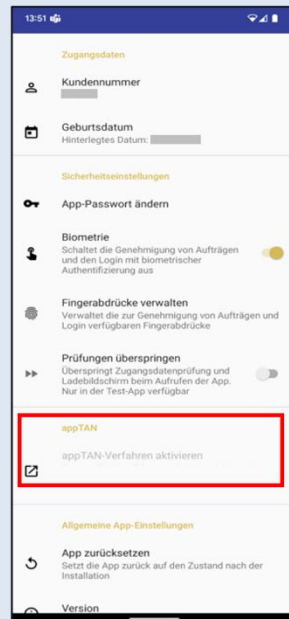 13:51
Zugangsdaten
Kundennummer
Geburtsdatum
Hinterlegtes Datum:
Sicherheitseinstellungen
App-Passwort ändern
Biometrie
Schaltet die Genehmigung von Aufträgen
und den Login mit biometrischer
Authentifizierung aus
Fingerabdrücke verwalten
Verwaltet die zur Genehmigung von Aufträgen und
Login verfügbaren Fingerabdrücke
Prüfungen überspringen
Überspringt Zugangsdatenprüfung und
Ladebildschirm beim Aufrufen der App.
Nur in der Test-App verfügbar
appTAN
appTAN-Verfahren aktivieren
Allgemeine App-Einstellungen
App zurücksetzen
Setzt die App zurück auf den Zustand nach der
Installation
Version